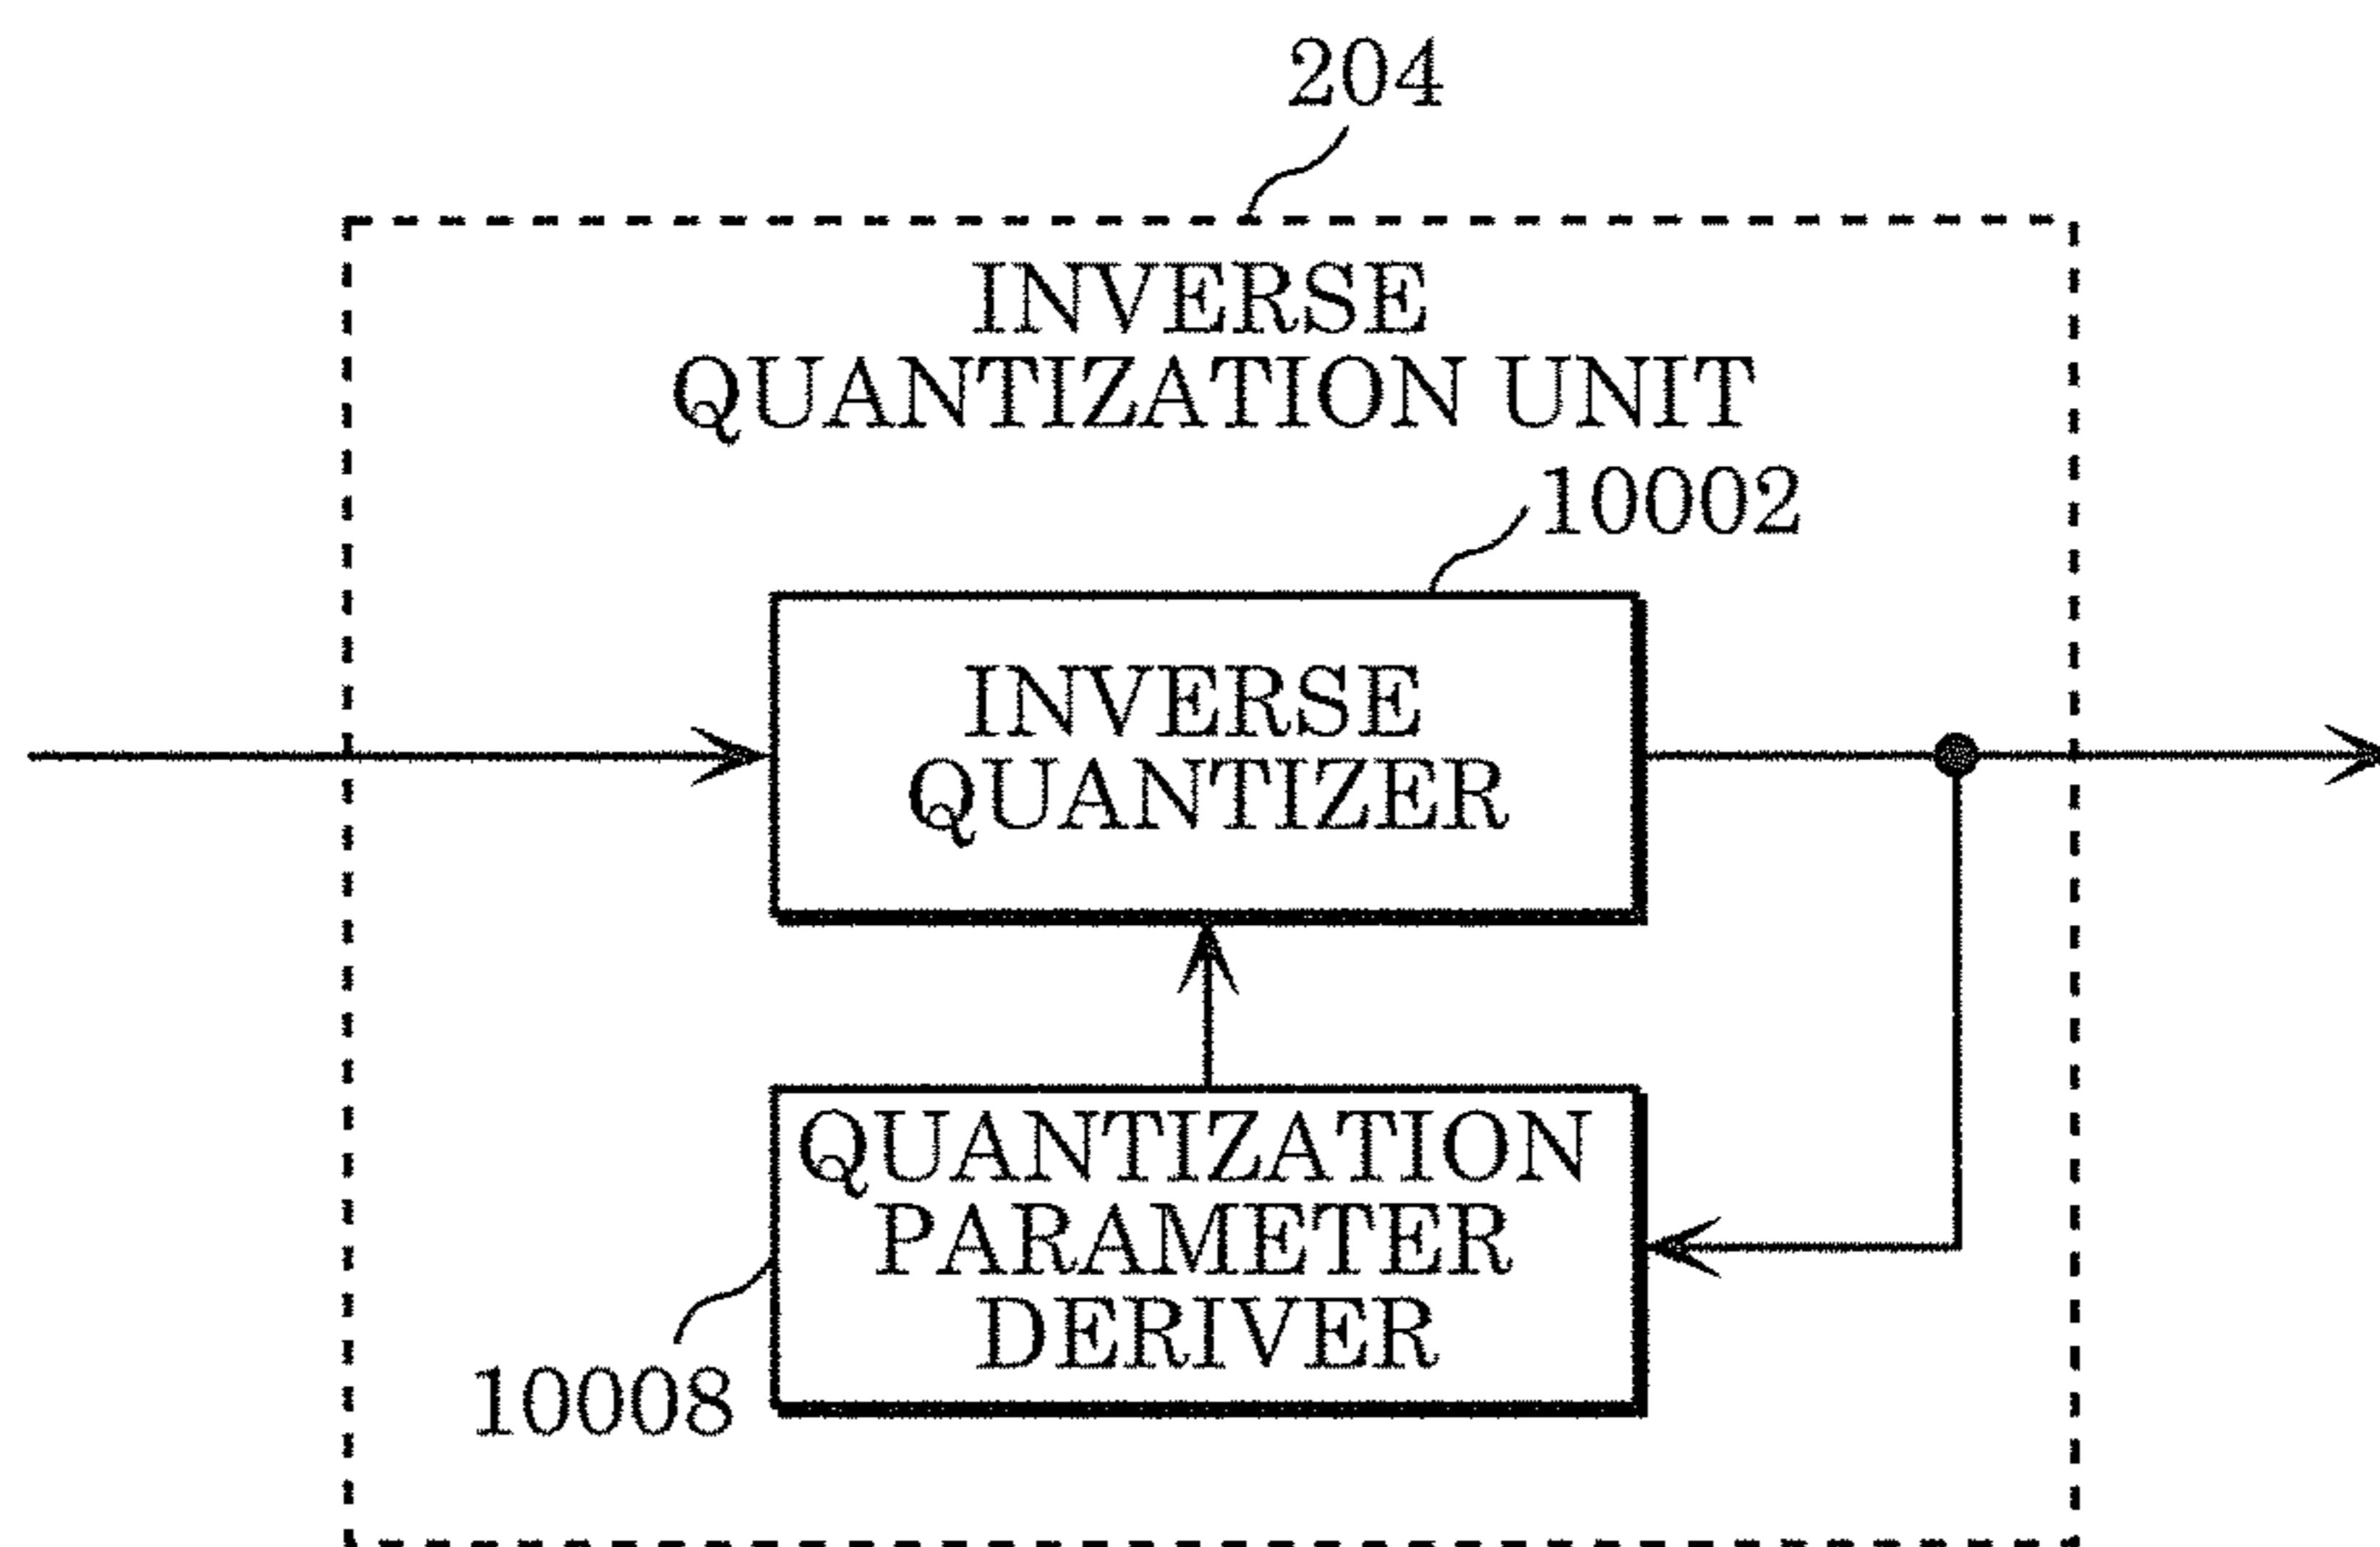 204
INVERSE
QUANTIZATION UNIT
10002
INVERSE
QUANTIZER
QUANTIZATION
PARAMETER
DERIVER
10008